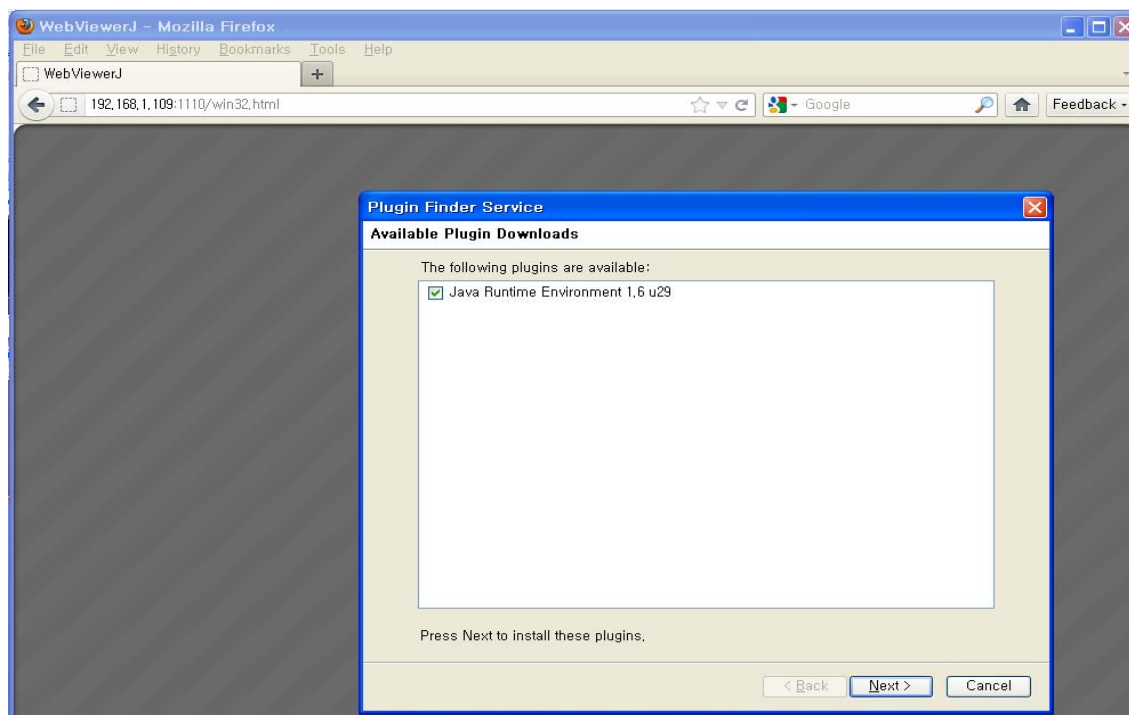 WebViewerJ - Mozilla Firefox
File Edit View History Bookmarks Tools Help
WebViewerJ +
192.168.1.109:1110/win32.html Google Feedback
Plugin Finder Service
Available Plugin Downloads
The following plugins are available:
Java Runtime Environment 1.6 u29
Press Next to install these plugins.
< Back Next > Cancel